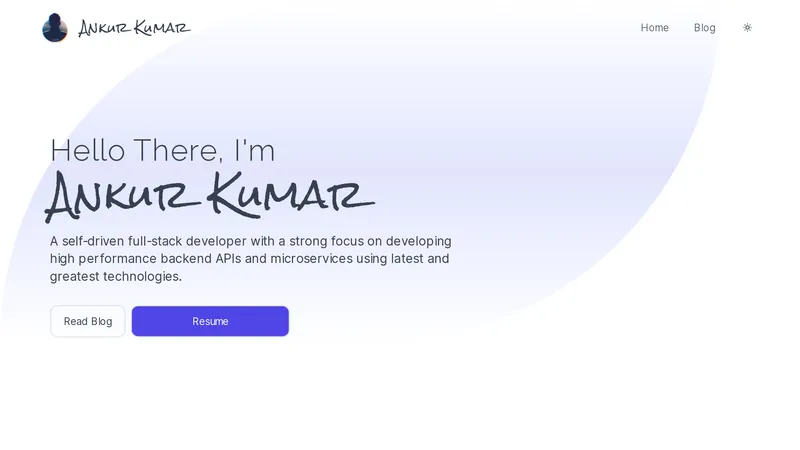 Ankur Kumar
Home
Blog
Hello There, I'm
Ankur Kumar
A self-driven full-stack developer with a strong focus on developing
high performance backend APIs and microservices using latest and
greatest technologies.
Read Blog
Resume